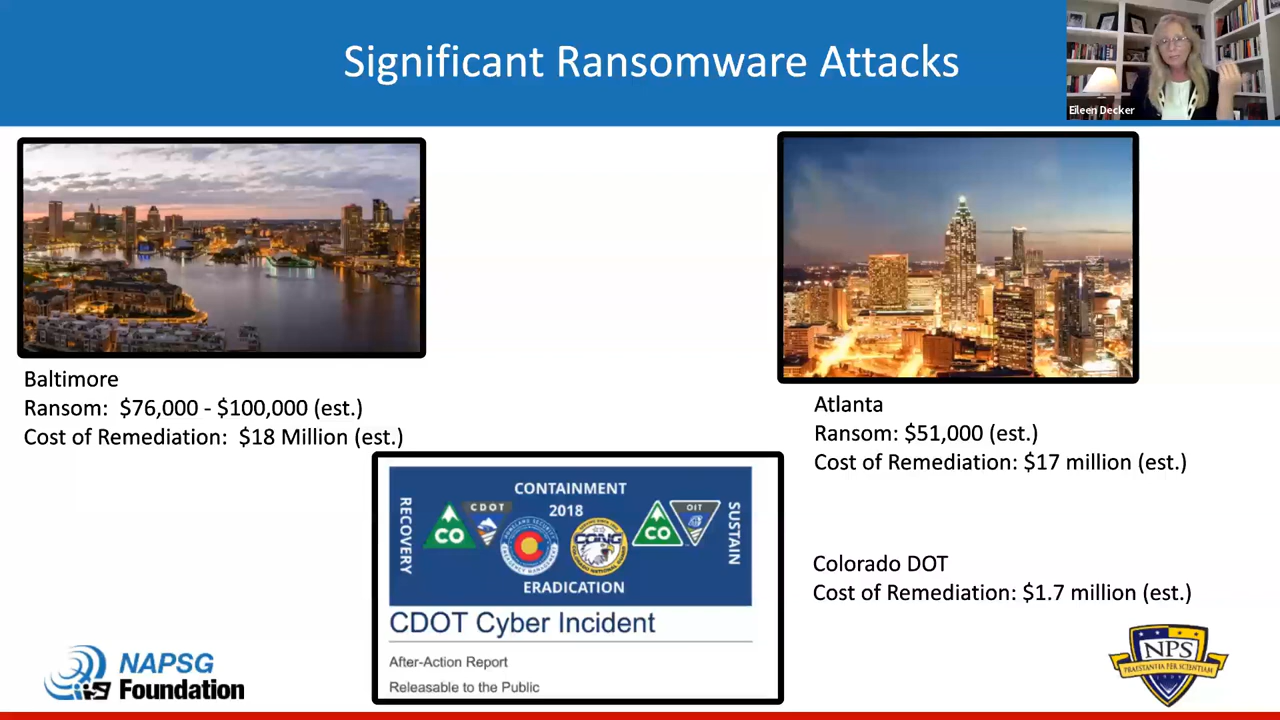 Significant Ransomware Attacks
Eileen Decker
Baltimore
Ransom: $76,000 - $100,000 (est.)
Cost of Remediation: $18 Million (est.)
Atlanta
Ransom: $51,000 (est.)
Cost of Remediation: $17 million (est.)
CONTAINMENT
2018
RECOVERY
CO
CDOT
CONG
CO
OIT
SUSTAIN
ERADICATION
CDOT Cyber Incident
After-Action Report
Releasable to the Public
Colorado DOT
Cost of Remediation: $1.7 million (est.)
NAPSG
Foundation
NPS
PRAESTANTIA PER SCIENTIAM